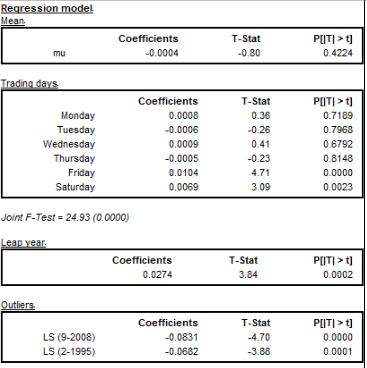 Regression model
Mean
Coefficients T-Stat P[|T| > t]
mu -0.0004 -0.80 0.4224
Trading days
Coefficients T-Stat P[|T| > t]
Monday 0.0008 0.36 0.7189
Tuesday -0.0006 -0.26 0.7968
Wednesday 0.0009 0.41 0.6792
Thursday -0.0005 -0.23 0.8148
Friday 0.0104 4.71 0.0000
Saturday 0.0069 3.09 0.0023
Joint F-Test = 24.93 (0.0000)
Leap year
Coefficients T-Stat P[|T| > t]
0.0274 3.84 0.0002
Outliers
Coefficients T-Stat P[|T| > t]
LS (9-2008) -0.0831 -4.70 0.0000
LS (2-1995) -0.0682 -3.88 0.0001